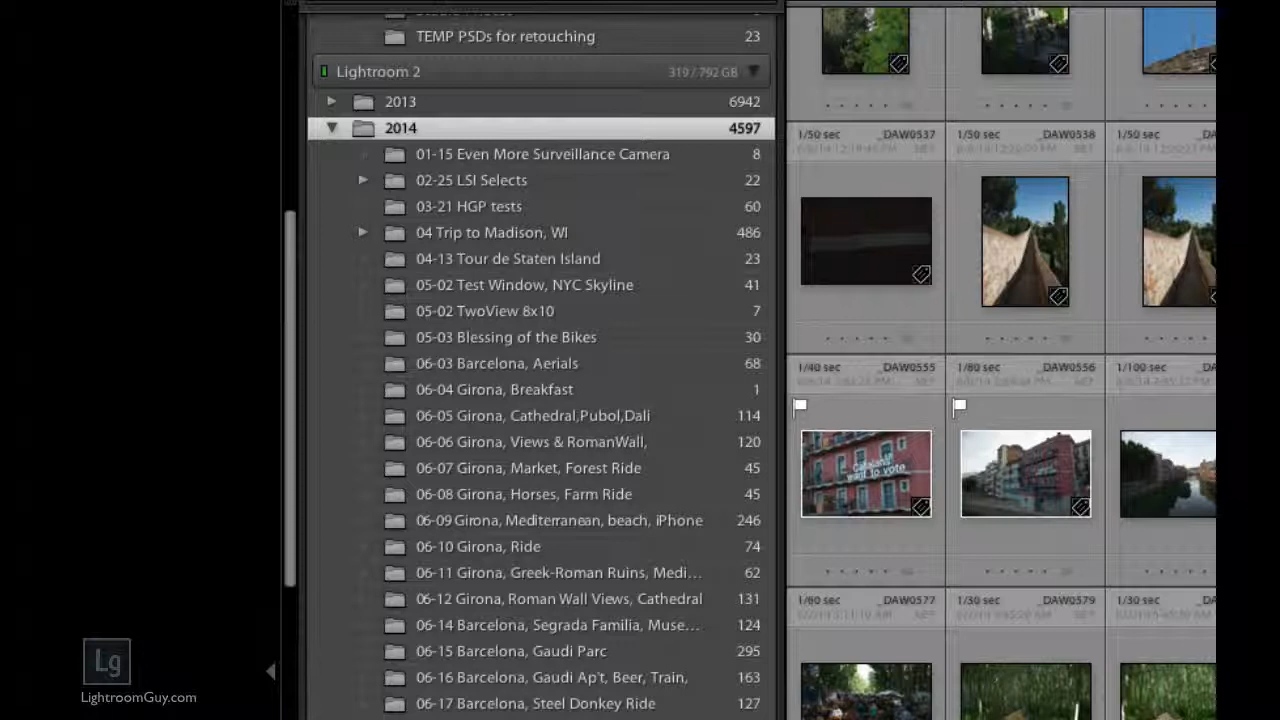 TEMP PSDs for retouching 23
Lightroom 2 319 / 792 GB
2013 6942
2014 4597
01-15 Even More Surveillance Camera 8
02-25 LSI Selects 22
03-21 HGP tests 60
04 Trip to Madison, WI 486
04-13 Tour de Staten Island 23
05-02 Test Window, NYC Skyline 41
05-02 TwoView 8x10 7
05-03 Blessing of the Bikes 30
06-03 Barcelona, Aerials 68
06-04 Girona, Breakfast 1
06-05 Girona, Cathedral,Pubol,Dali 114
06-06 Girona, Views & RomanWall, 120
06-07 Girona, Market, Forest Ride 45
06-08 Girona, Horses, Farm Ride 45
06-09 Girona, Mediterranean, beach, iPhone 246
06-10 Girona, Ride 74
06-11 Girona, Greek-Roman Ruins, Medi... 62
06-12 Girona, Roman Wall Views, Cathedral 131
06-14 Barcelona, Segrada Familia, Muse... 124
06-15 Barcelona, Gaudi Parc 295
06-16 Barcelona, Gaudi Ap't, Beer, Train, 163
06-17 Barcelona, Steel Donkey Ride 127
1/50 sec _DAW0537 1/50 sec _DAW0538 1/50 sec _DA
1/40 sec _DAW0555 1/80 sec _DAW0556 1/100 sec _DA
want to vote
1/60 sec _DAW0577 1/30 sec _DAW0579 1/30 sec _DA
Lg
LightroomGuy.com